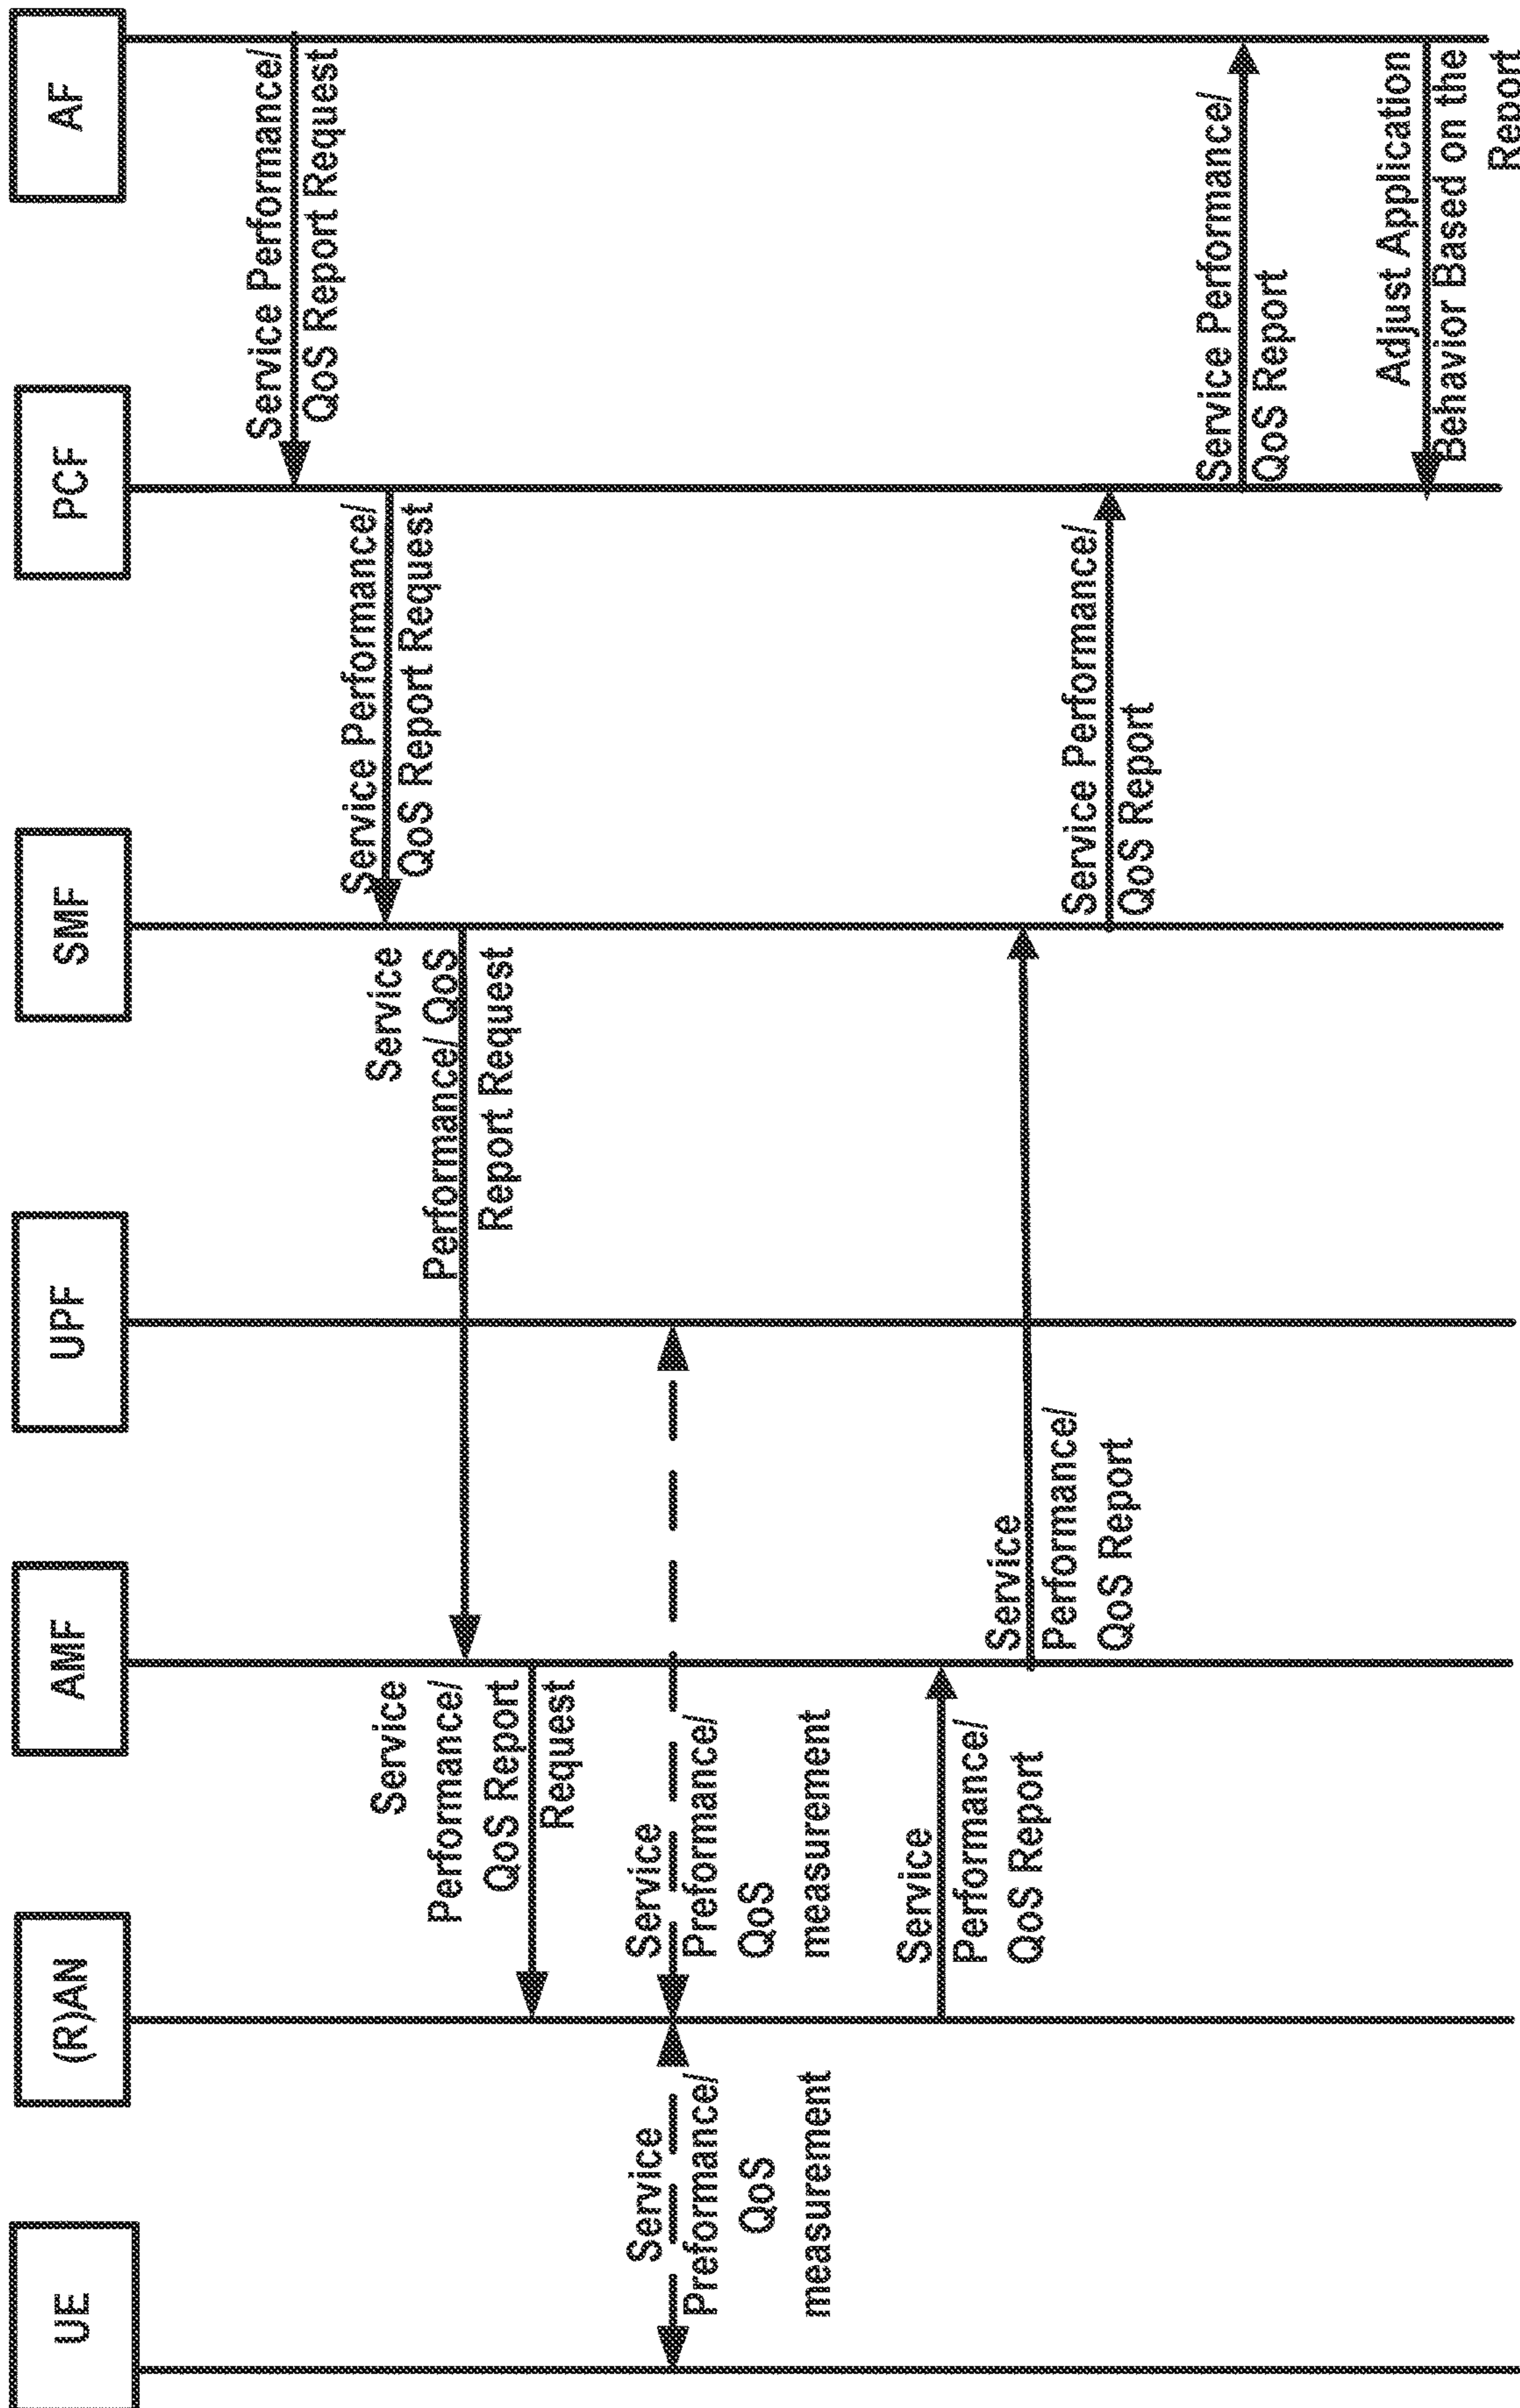 UE
(R)AN
AMF
UPF
SMF
PCF
AF
Service Performance/
QoS Report Request
Service Performance/
QoS Report Request
Service
Performance/ QoS
Report Request
Service
Performance/
QoS Report
Request
Service
Preformance/
QoS
measurement
Service
Preformance/
QoS
measurement
Service
Performance/
QoS Report
Service
Performance/
QoS Report
Service Performance/
QoS Report
Service Performance/
QoS Report
Adjust Application
Behavior Based on the
Report